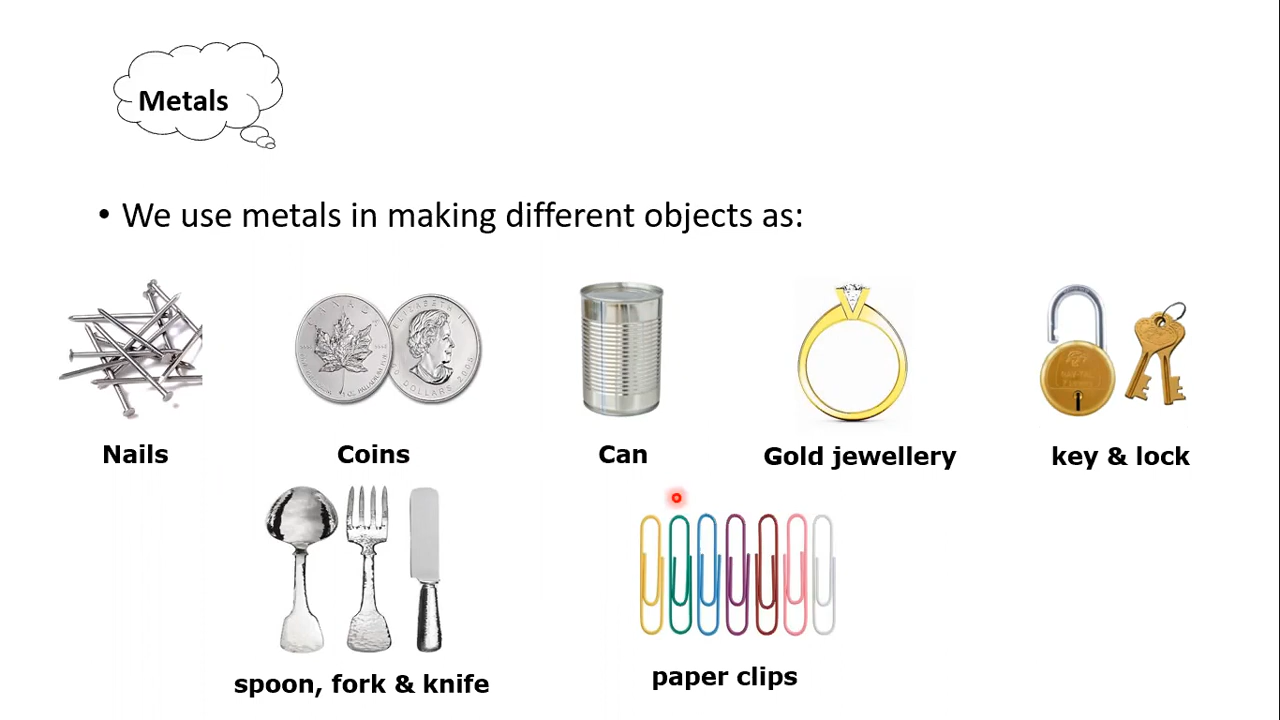 Metals
• We use metals in making different objects as:
Nails
Coins
Can
Gold jewellery
key & lock
spoon, fork & knife
paper clips